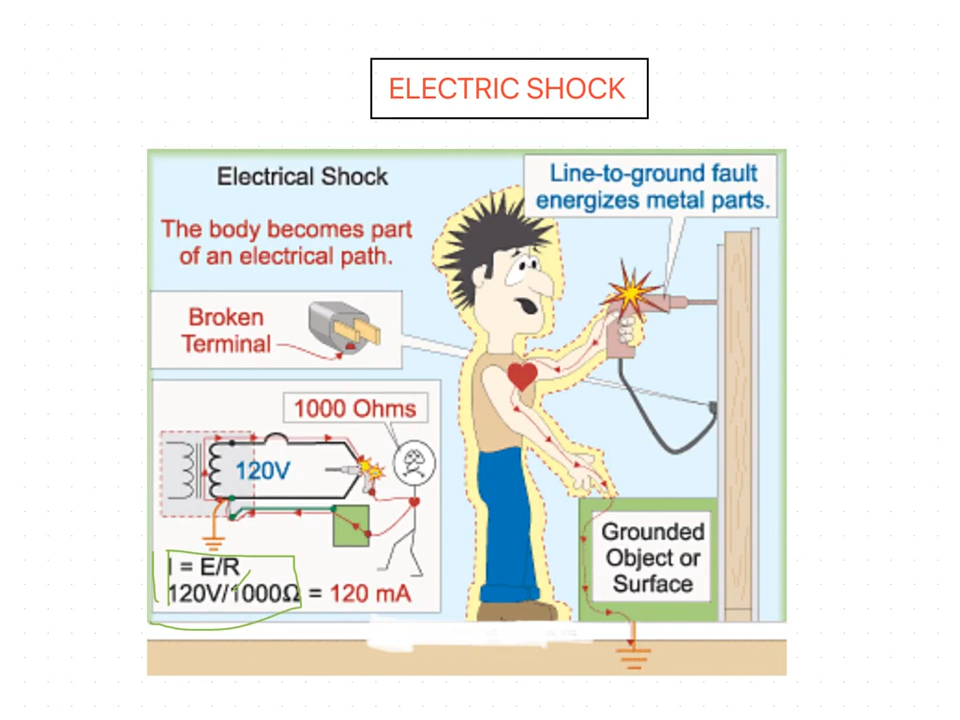 ELECTRIC SHOCK
Electrical Shock
Line-to-ground fault
energizes metal parts.
The body becomes part
of an electrical path.
Broken
Terminal
1000 Ohms
120V
I = E/R
120V/1000Ω = 120 mA
Grounded
Object or
Surface